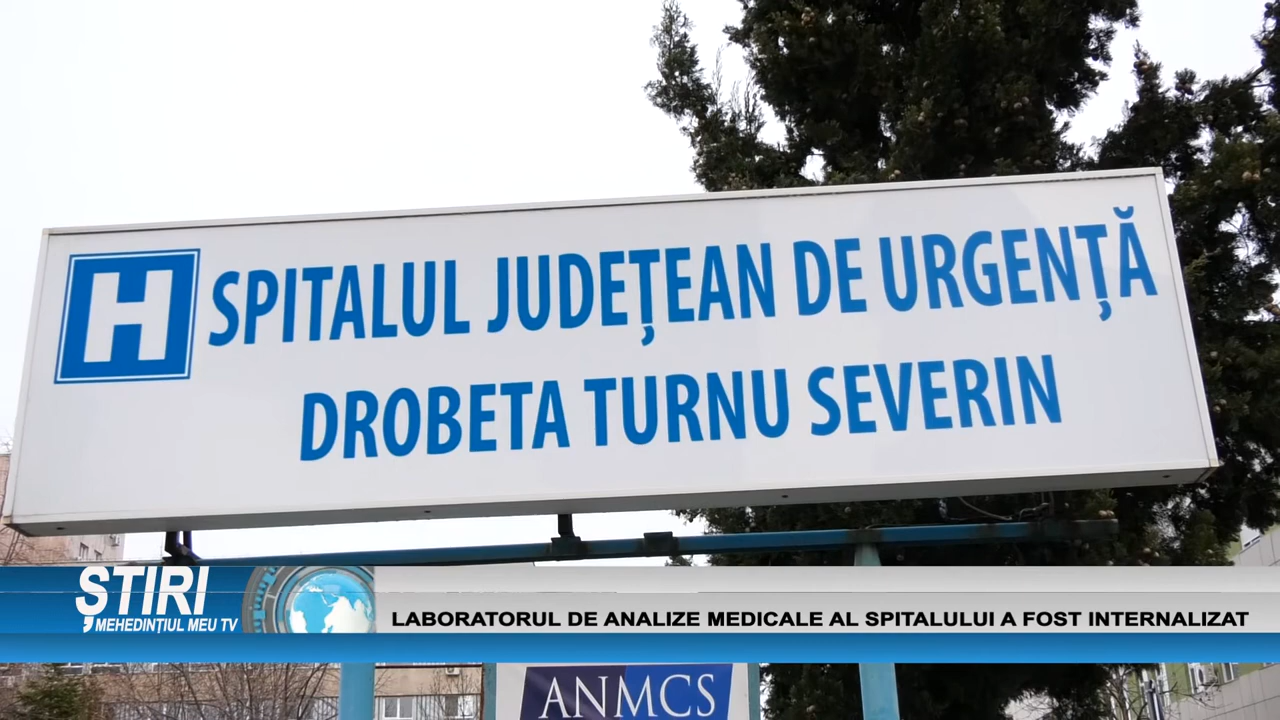 H SPITALUL JUDEȚEAN DE URGENȚĂ
DROBETA TURNU SEVERIN
ȘTIRI
MEHEDINȚIUL MEU TV
LABORATORUL DE ANALIZE MEDICALE AL SPITALULUI A FOST INTERNALIZAT
ANMCS